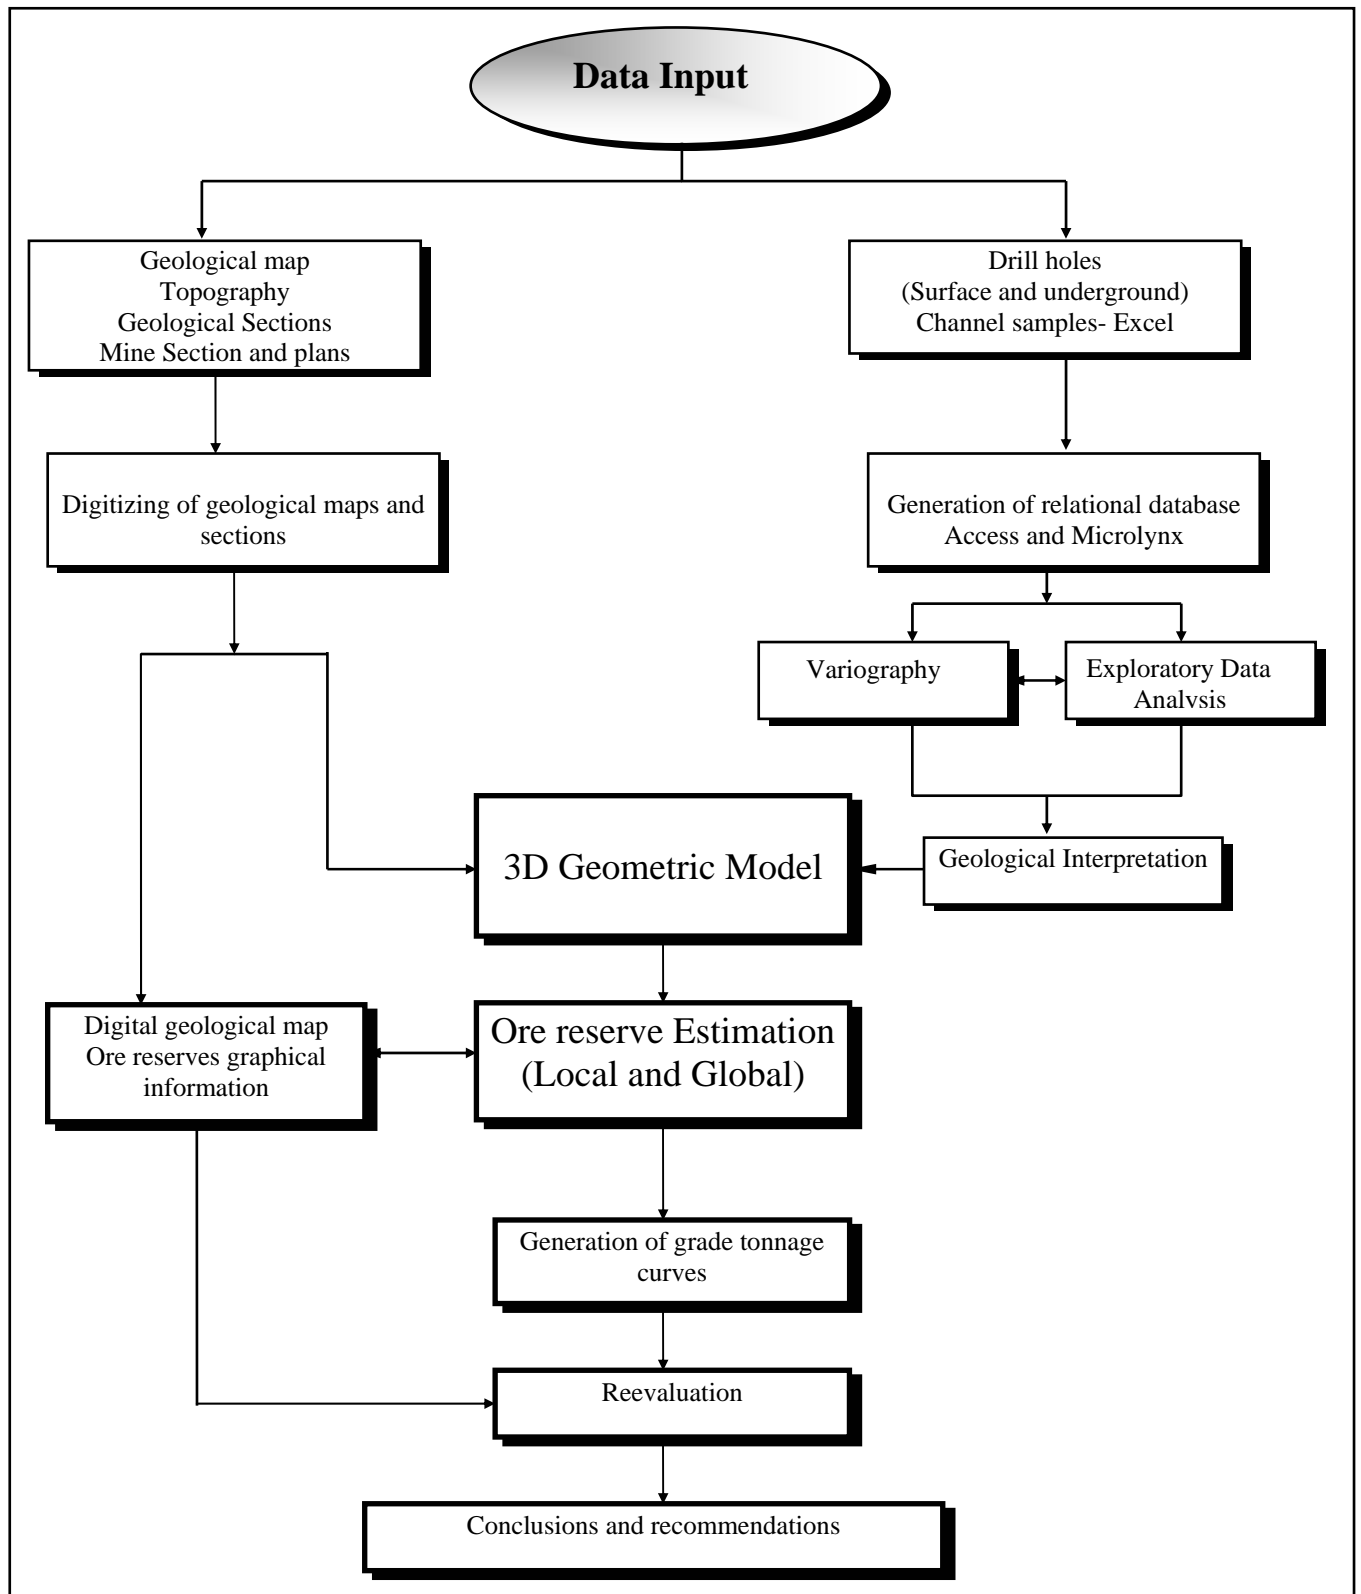 Data Input
Geological map
Topography
Geological Sections
Mine Section and plans
Drill holes
(Surface and underground)
Channel samples- Excel
Digitizing of geological maps and
sections
Generation of relational database
Access and Microlynx
Variography
Exploratory Data
Analysis
3D Geometric Model
Geological Interpretation
Digital geological map
Ore reserves graphical
information
Ore reserve Estimation
(Local and Global)
Generation of grade tonnage
curves
Reevaluation
Conclusions and recommendations